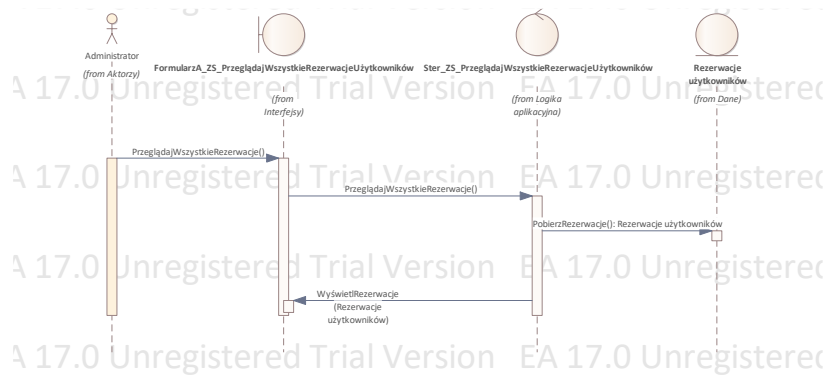 Administrator
(from Aktorzy)
FormularzA_ZS_PrzeglądajWszystkieRezerwacjeUżytkowników
(from
Interfejsy)
Ster_ZS_PrzeglądajWszystkieRezerwacjeUżytkowników
(from Logika
aplikacyjna)
Rezerwacje
użytkowników
(from Dane)
A 17.0 Unregistered Trial Version EA 17.0 Unregistered
PrzeglądajWszystkieRezerwacje()
A 17.0 Unregistered Trial Version EA 17.0 Unregistered
PrzeglądajWszystkieRezerwacje()
PobierzRezerwacje(): Rezerwacje użytkowników
A 17.0 Unregistered Trial Version EA 17.0 Unregistered
WyświetlRezerwacje
(Rezerwacje
użytkowników)
A 17.0 Unregistered Trial Version EA 17.0 Unregistered